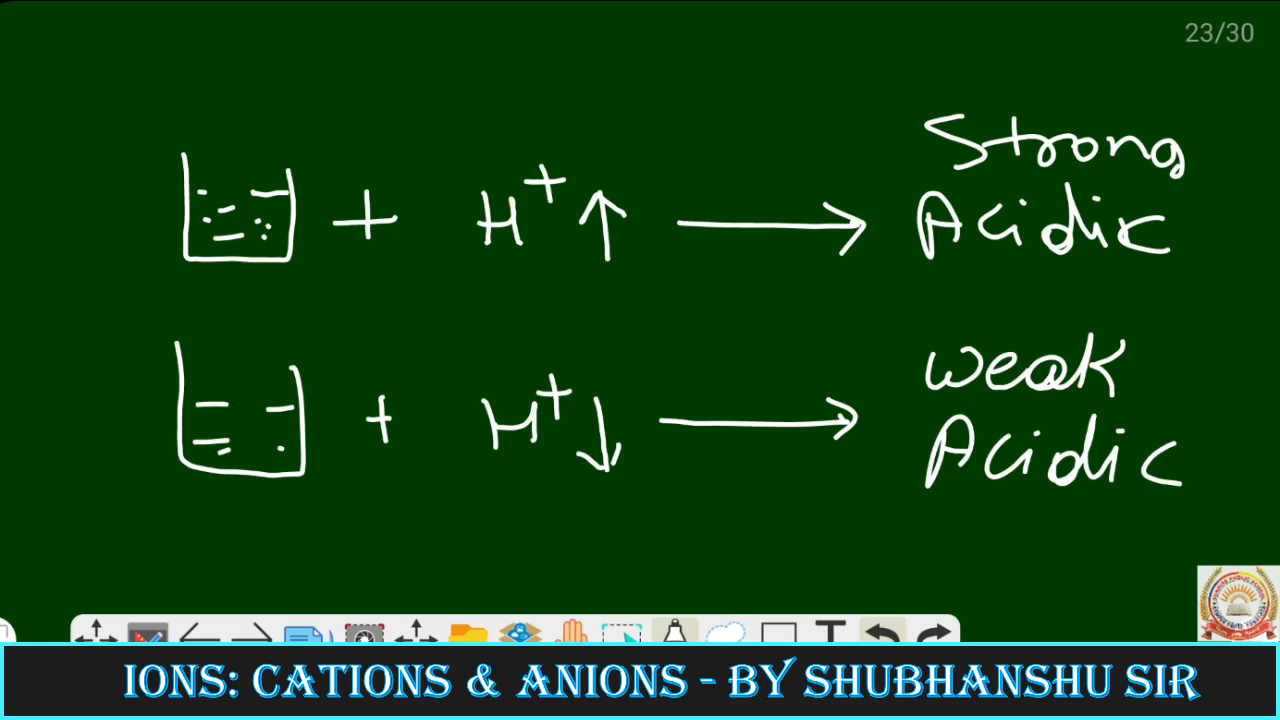 23/30
Strong
+ H⁺ ↑ → Acidic
weak
+ H⁺ ↓ → Acidic
IONS: CATIONS & ANIONS - BY SHUBHANSHU SIR